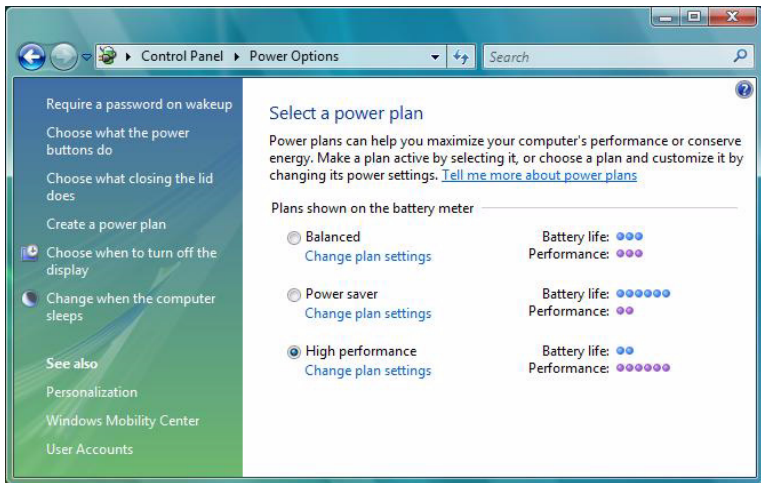 Control Panel
Power Options
Search
Require a password on wakeup
Choose what the power
buttons do
Choose what closing the lid
does
Create a power plan
Choose when to turn off the
display
Change when the computer
sleeps
See also
Personalization
Windows Mobility Center
User Accounts
Select a power plan
Power plans can help you maximize your computer's performance or conserve
energy. Make a plan active by selecting it, or choose a plan and customize it by
changing its power settings. Tell me more about power plans
Plans shown on the battery meter
Balanced
Battery life:
Change plan settings
Performance:
Power saver
Battery life:
Change plan settings
Performance:
High performance
Battery life:
Change plan settings
Performance: